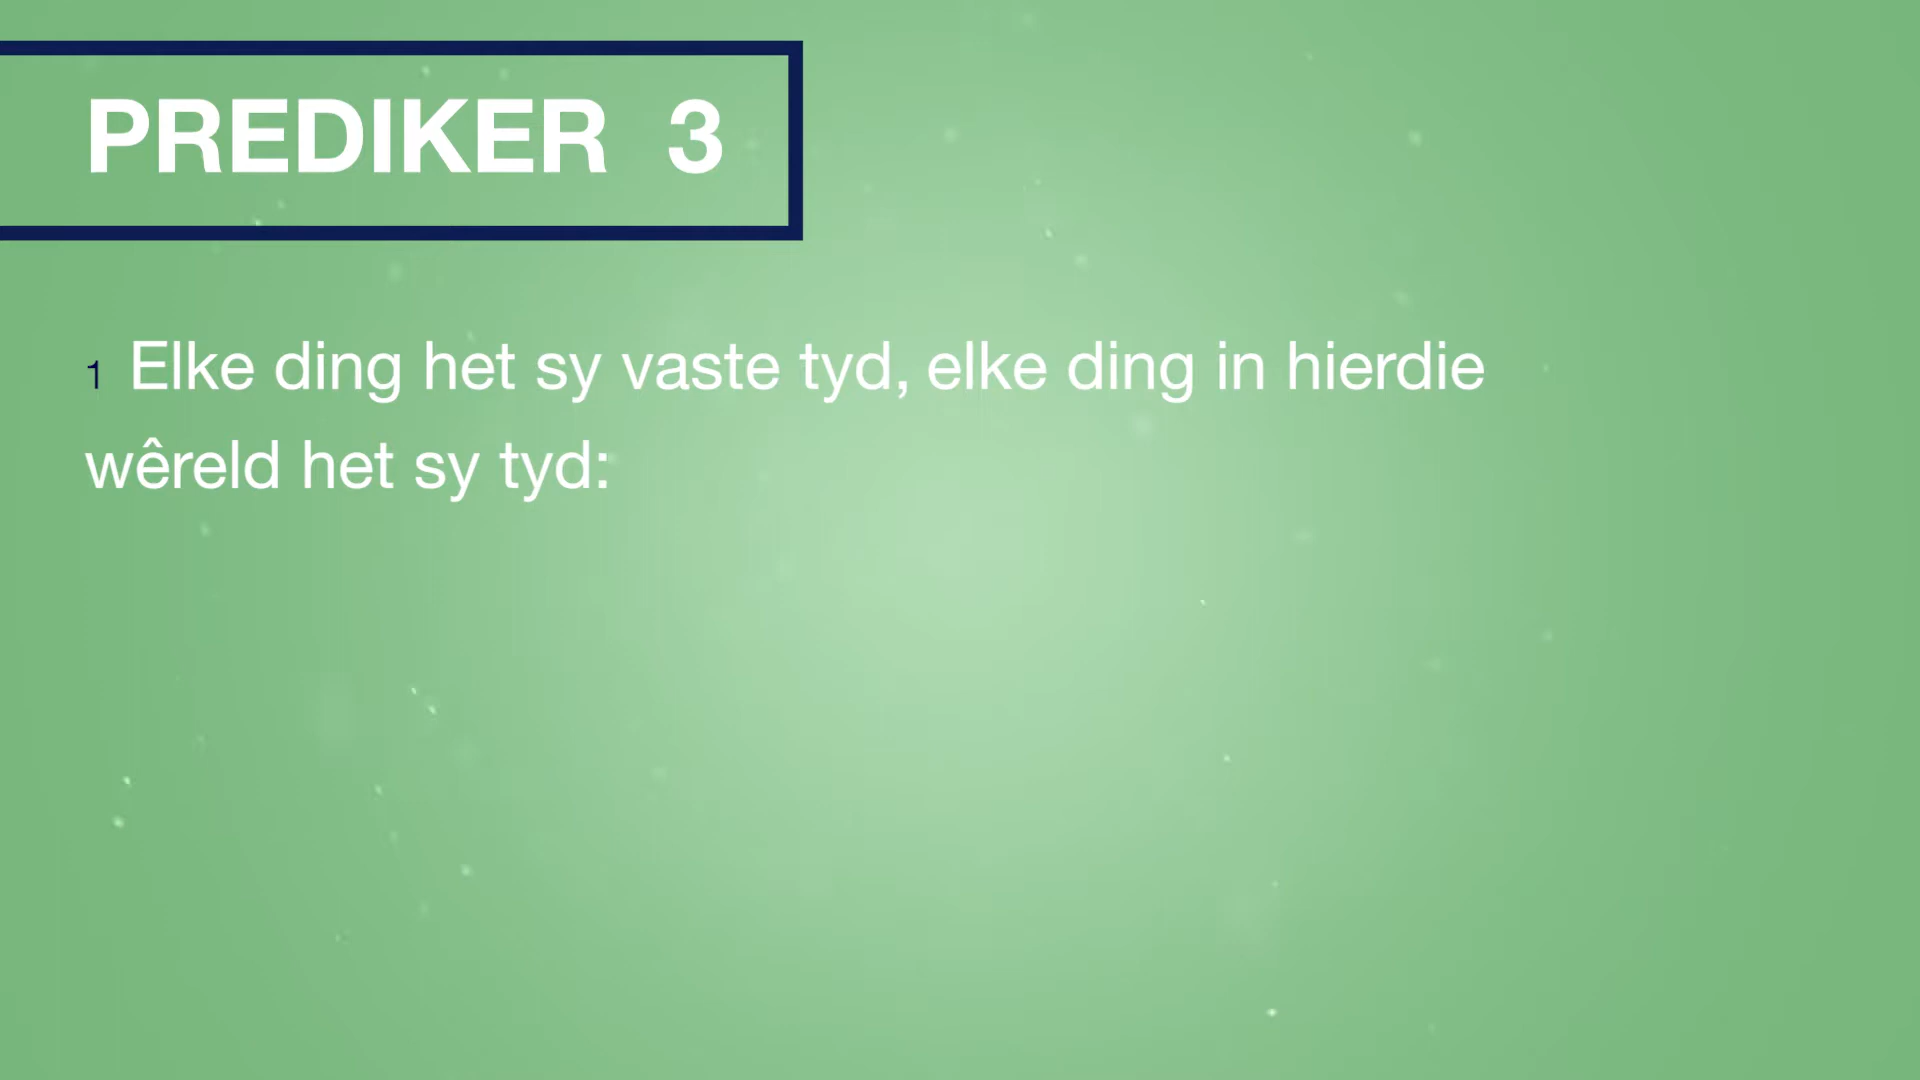 PREDIKER 3
1 Elke ding het sy vaste tyd, elke ding in hierdie
wêreld het sy tyd: